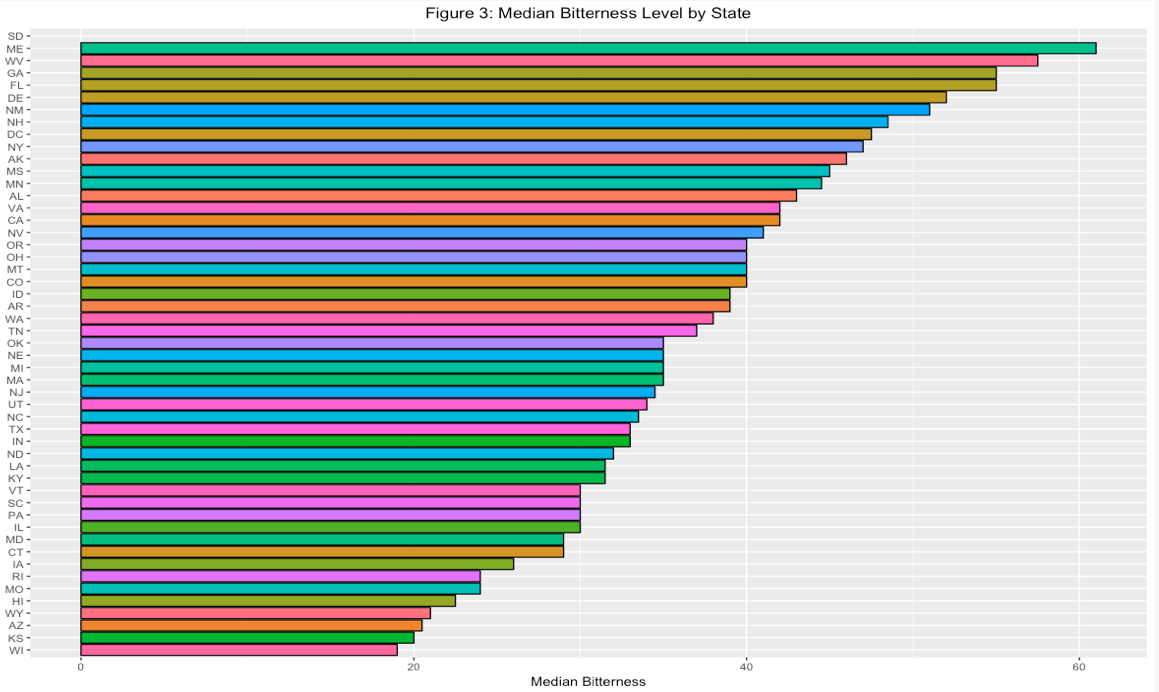 Figure 3: Median Bitterness Level by State
SD
ME
WV
GA
FL
DE
NM
NH
DC
NY
AK
MS
MN
AL
VA
CA
NV
OR
OH
MT
CO
ID
AR
WA
TN
OK
NE
MI
MA
NJ
UT
NC
TX
IN
ND
LA
KY
VT
SC
PA
IL
MD
CT
IA
RI
MO
HI
WY
AZ
KS
WI
0 20 40 60
Median Bitterness